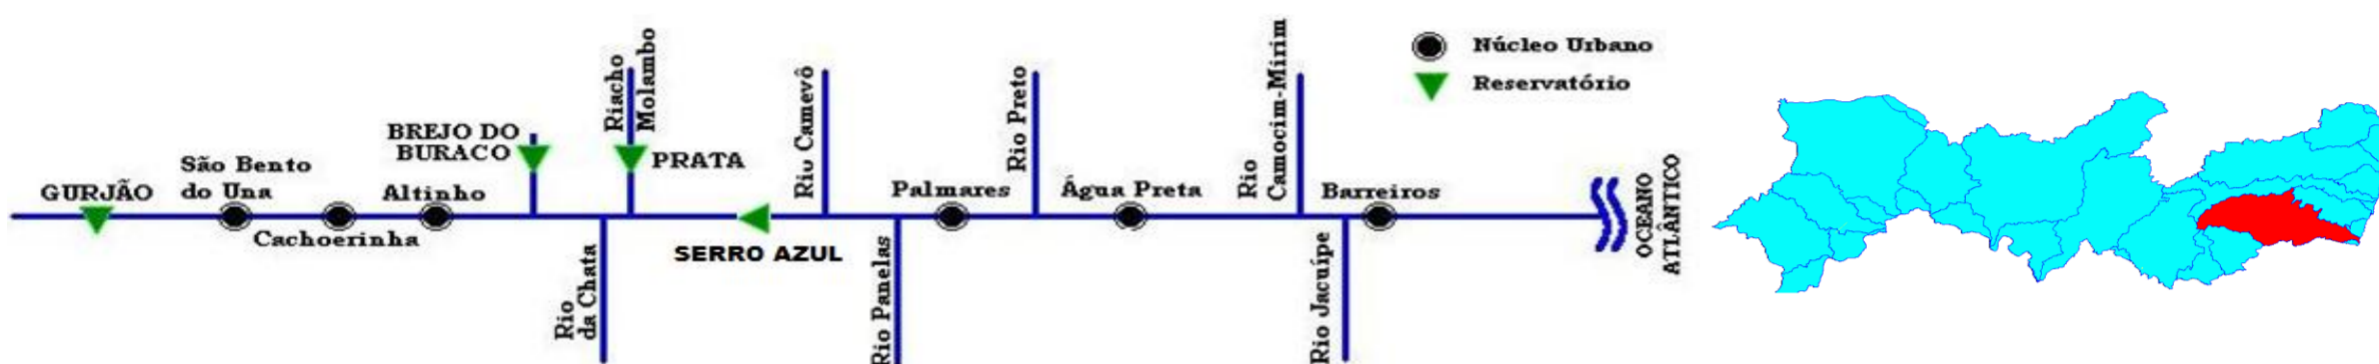 GURJÃO
São Bento
do Una
Cachoerinha
Altinho
BREJO DO
BURACO
Riacho
Molambo
PRATA
Rio
da Chata
SERRO AZUL
Rio Camevô
Rio Panelas
Palmares
Rio Preto
Água Preta
Rio
Camocim-Mirim
Rio Jacuípe
Barreiros
OCEANO
ATLÂNTICO
Núcleo Urbano
Reservatório